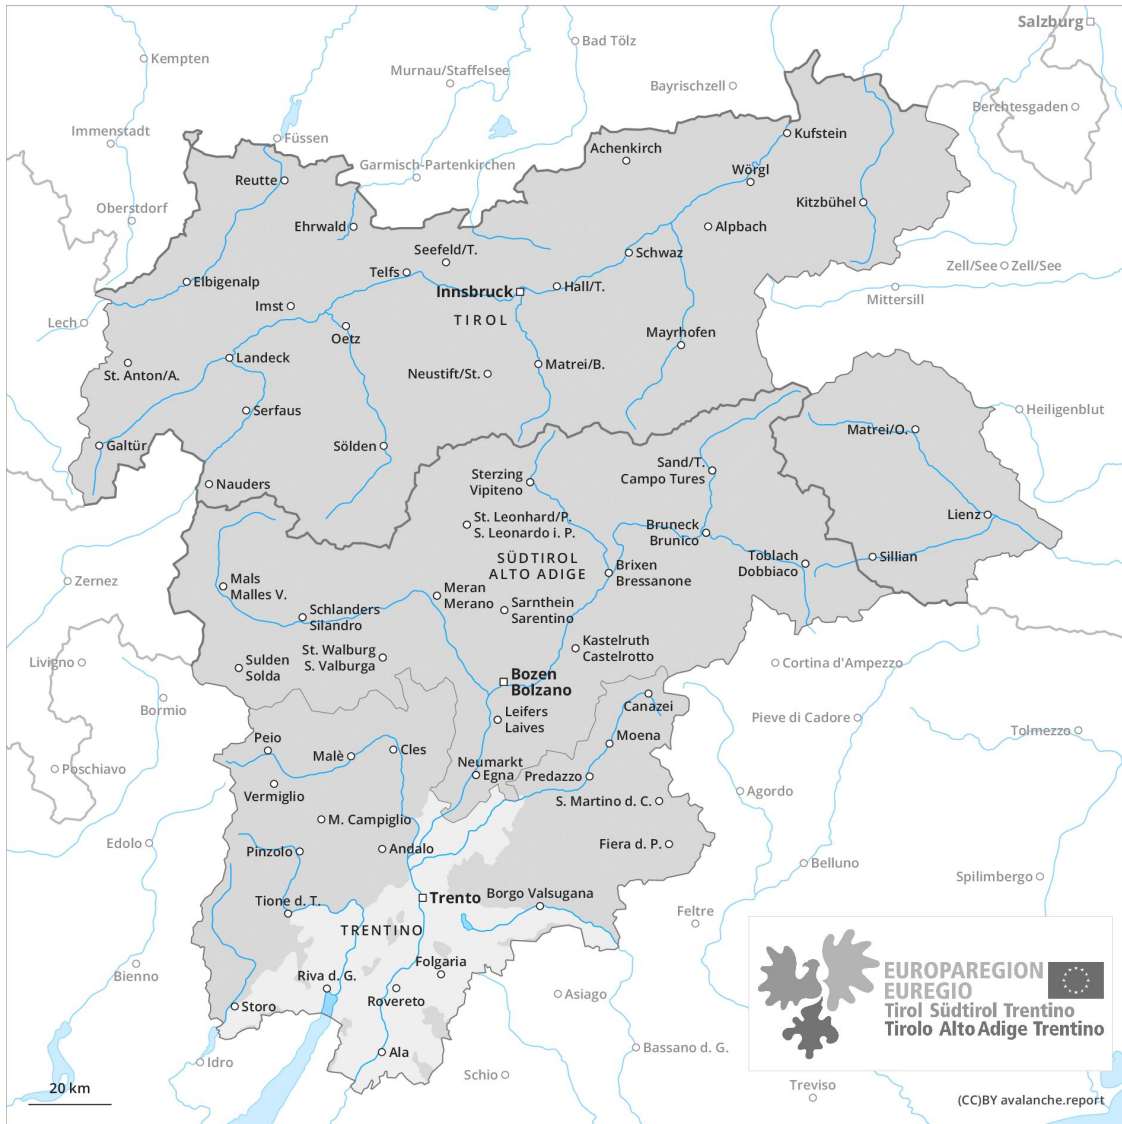 Salzburg
Bad Tölz
Kempten
Murnau/Staffelsee
Bayrischzell
Berchtesgaden
Immenstadt
Füssen
Kufstein
Achenkirch
Garmisch-Partenkirchen
Wörgl
Reutte
Kitzbühel
Oberstdorf
Ehrwald
Alpbach
Seefeld/T.
Schwaz
Telfs
Zell/See
Zell/See
Elbigenalp
Innsbruck
Hall/T.
Mittersill
Imst
TIROL
Lech
Oetz
Mayrhofen
Landeck
Matrei/B.
St. Anton/A.
Neustift/St.
Serfaus
Heiligenblut
Matrei/O.
Galtür
Sölden
Sand/T.
Campo Tures
Sterzing
Vipiteno
Nauders
St. Leonhard/P.
S. Leonardo i. P.
Lienz
Bruneck
Brunico
SÜDTIROL
ALTO ADIGE
Toblach
Dobbiaco
Sillian
Brixen
Bressanone
Zernez
Mals
Malles V.
Meran
Merano
Sarnthein
Sarentino
Schlanders
Silandro
Kastelruth
Castelrotto
St. Walburg
S. Valburga
Livigno
Sulden
Solda
Cortina d'Ampezzo
Bozen
Bolzano
Canazei
Bormio
Leifers
Laives
Pieve di Cadore
Tolmezzo
Peio
Moena
Malè
Cles
Poschiavo
Neumarkt
Egna
Predazzo
Vermiglio
Agordo
S. Martino d. C.
M. Campiglio
Edolo
Fiera d. P.
Pinzolo
Andalo
Belluno
Spilimbergo
Tione d. T.
Trento
Borgo Valsugana
Feltre
TRENTINO
Folgaria
Bienno
Riva d. G.
Rovereto
Asiago
Storo
EUROPAREGION
EUREGIO
Tirol Südtirol Trentino
Tirolo Alto Adige Trentino
Ala
Bassano d. G.
Idro
Schio
Treviso
20 km
(CC)BY avalanche.report